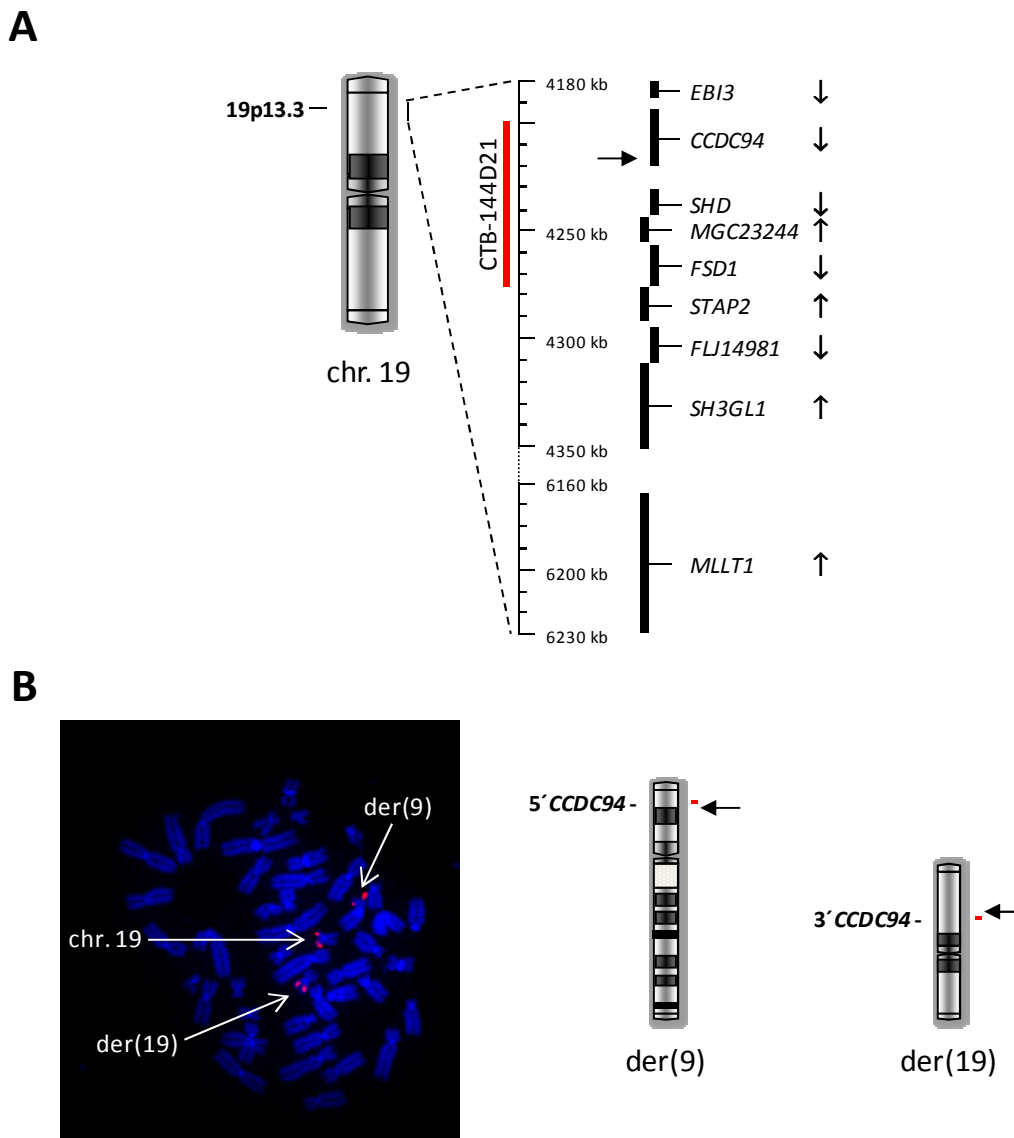 A
19p13.3
chr. 19
CTB-144D21
4180 kb
4250 kb
4300 kb
4350 kb
6160 kb
6200 kb
6230 kb
EBI3 ↓
CCDC94 ↓
SHD ↓
MGC23244 ↑
FSD1 ↓
STAP2 ↑
FLJ14981 ↓
SH3GL1 ↑
MLLT1 ↑
B
der(9)
chr. 19
der(19)
5´CCDC94 -
der(9)
3´CCDC94 -
der(19)